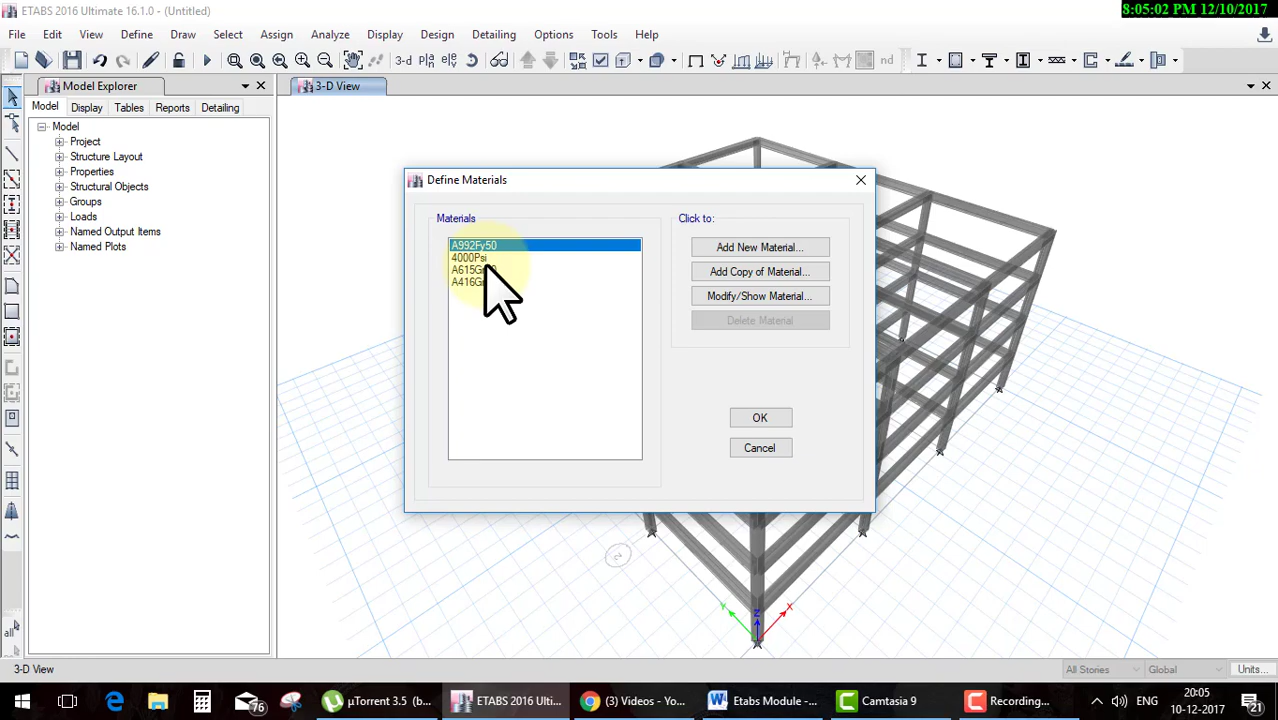 ETABS 2016 Ultimate 16.1.0 - (Untitled)
8:05:02 PM 12/10/2017
File Edit View Define Draw Select Assign Analyze Display Design Detailing Options Tools Help
3-d nd
Model Explorer
3-D View
Model Display Tables Reports Detailing
Model
Project
Structure Layout
Properties
Structural Objects
Groups
Loads
Named Output Items
Named Plots
Define Materials
Materials
A992Fy50
4000Psi
Click to:
Add New Material...
Add Copy of Material...
Modify/Show Material...
Delete Material
OK
Cancel
Y Z X
3-D View
All Stories Global Units...
76 µTorrent 3.5 (b... ETABS 2016 Ulti... (3) Videos - Yo... Etabs Module -... Camtasia 9 Recording... ENG 20:05 10-12-2017 21